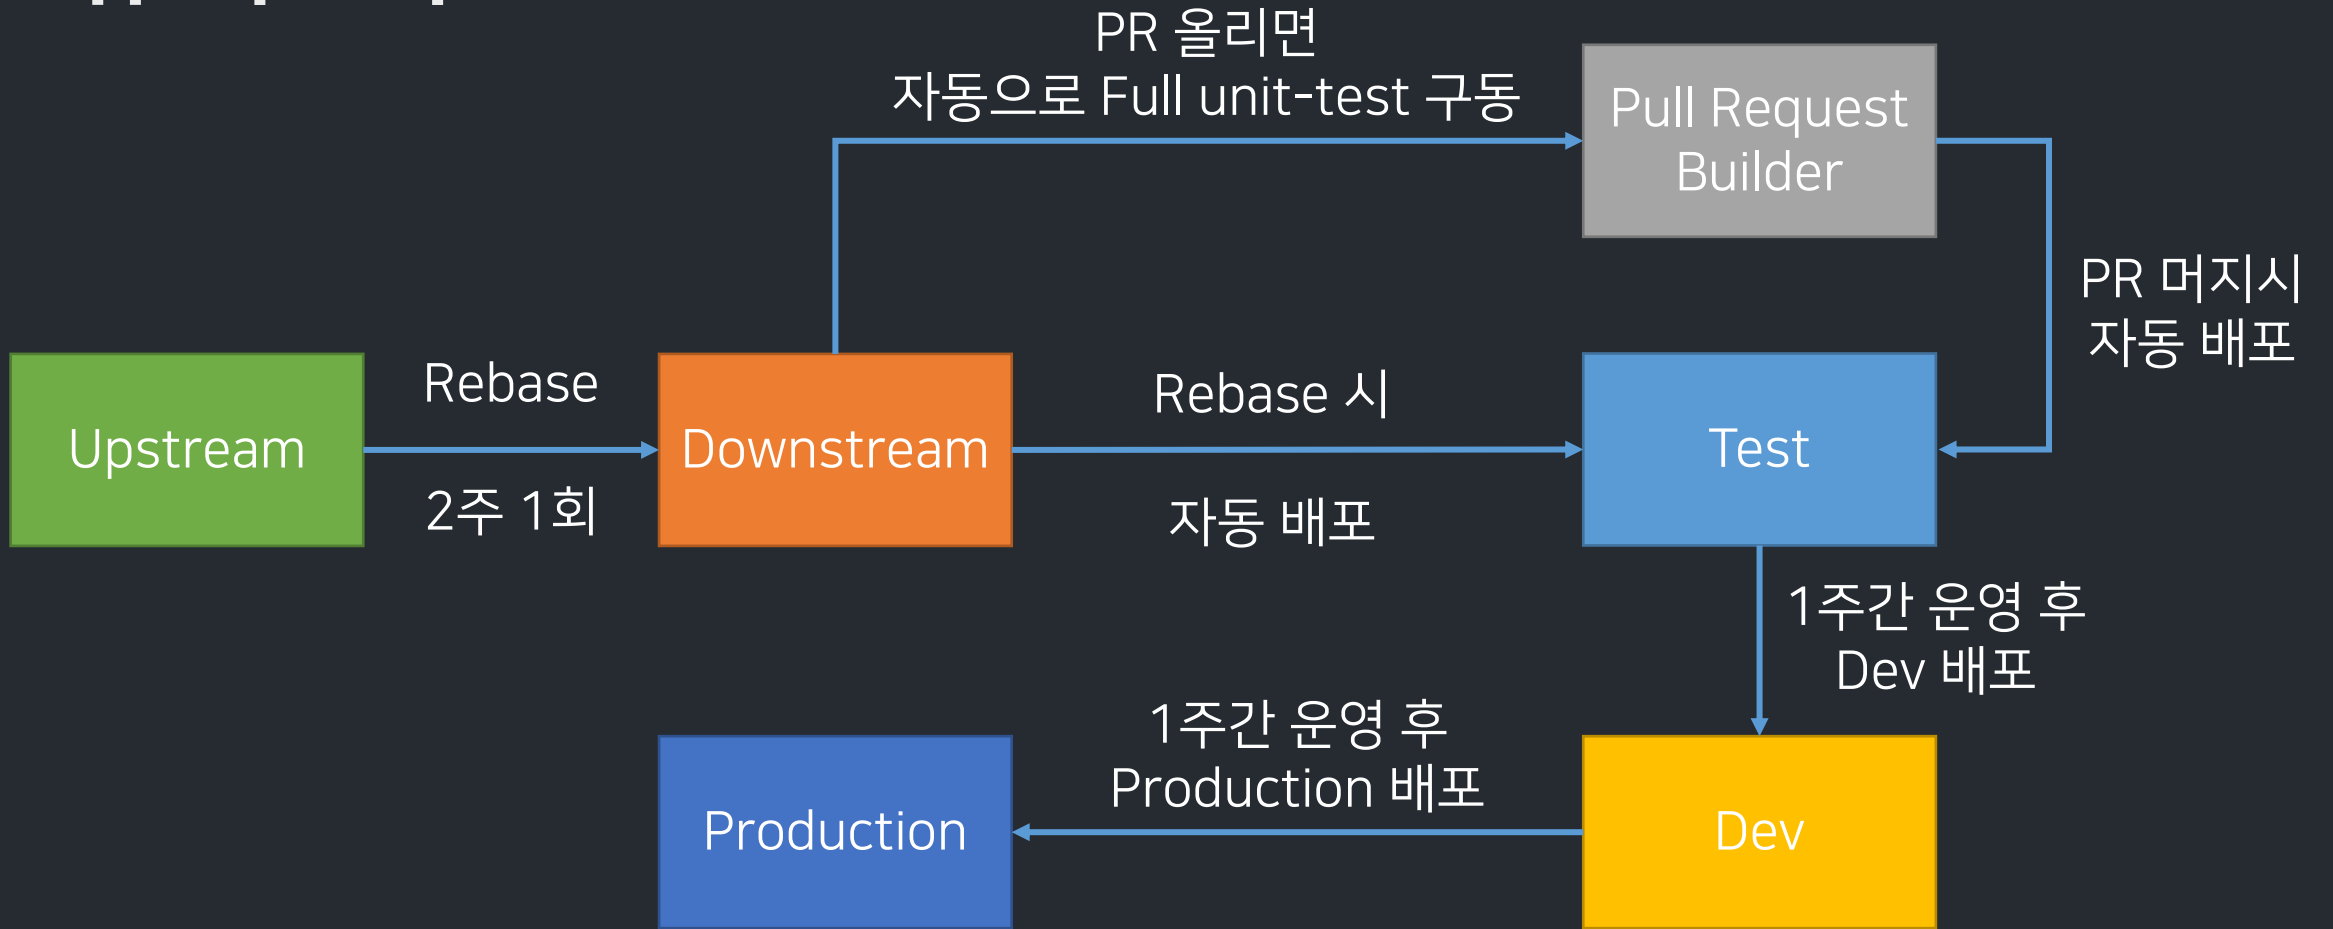 PR 올리면
자동으로 Full unit-test 구동
Pull Request
Builder
PR 머지시
자동 배포
Upstream
Rebase
2주 1회
Downstream
Rebase 시
자동 배포
Test
1주간 운영 후
Dev 배포
1주간 운영 후
Production 배포
Production
Dev